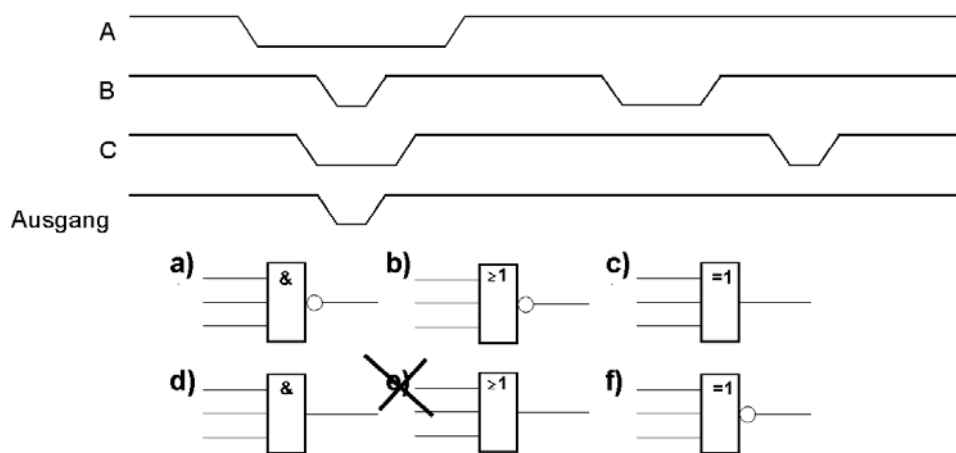 A
B
C
Ausgang
a) & b) ≥1 c) =1
d) & e) ≥1 f) =1